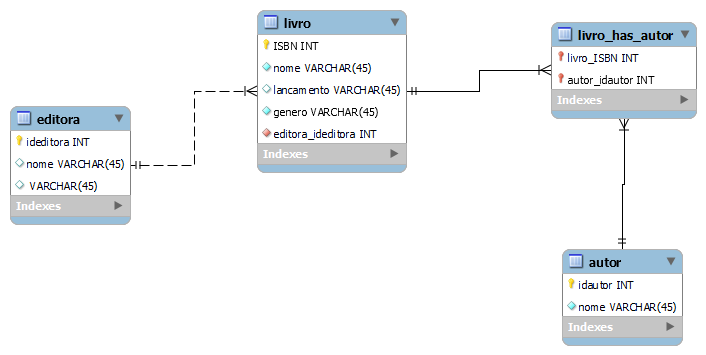 editora
ideditora INT
nome VARCHAR(45)
VARCHAR(45)
Indexes
livro
ISBN INT
nome VARCHAR(45)
lancamento VARCHAR(45)
genero VARCHAR(45)
editora_ideditora INT
Indexes
livro_has_autor
livro_ISBN INT
autor_idautor INT
Indexes
autor
idautor INT
nome VARCHAR(45)
Indexes